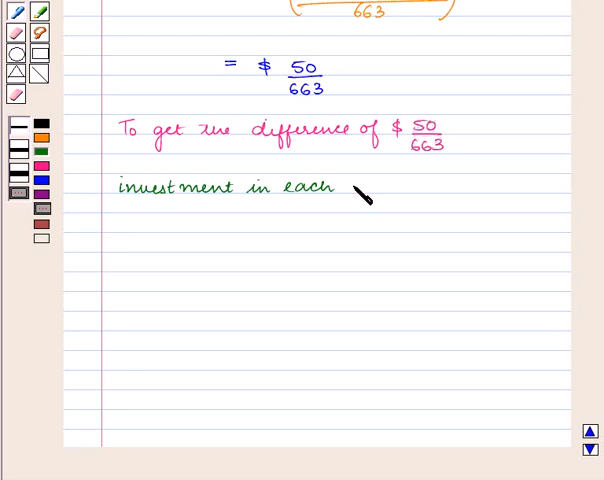 663
= $ 50/663
To get the difference of $ 50/663
investment in each